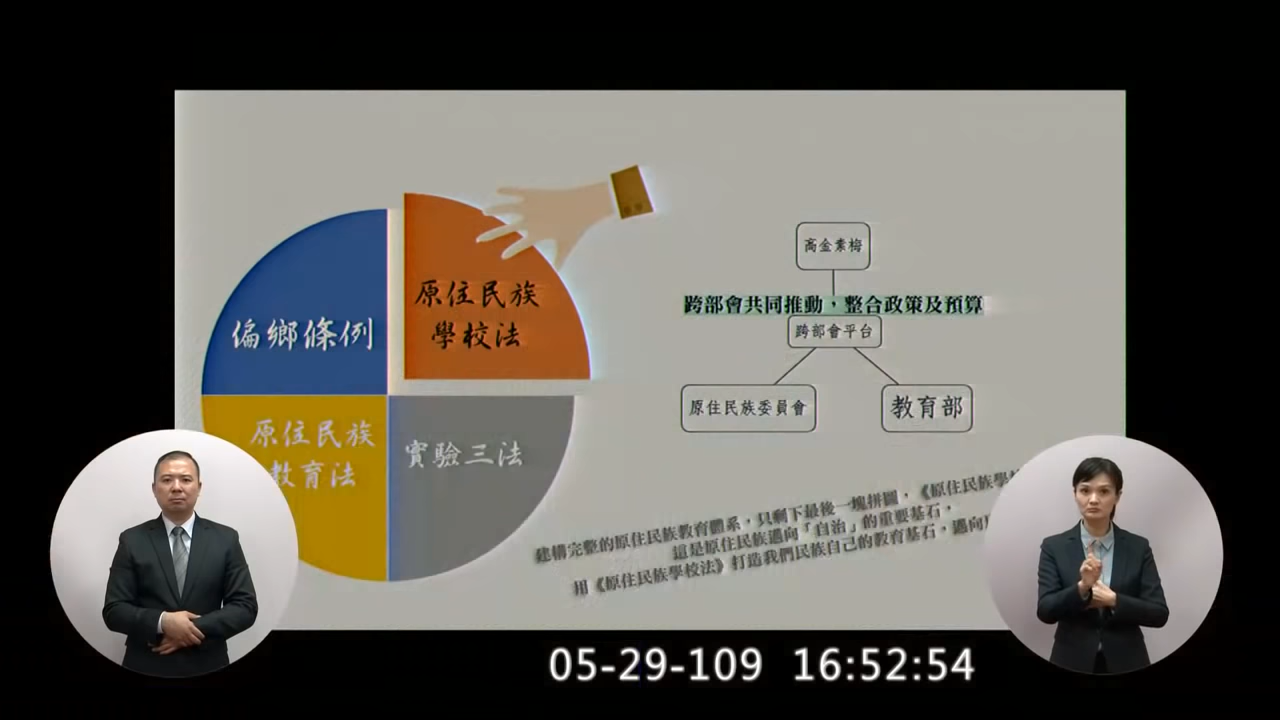 偏鄉條例
原住民族
學校法
原住民族
教育法
實驗三法
高金素梅
跨部會共同推動，整合政策及預算
跨部會平台
原住民族委員會
教育部
建構完整的原住民族教育體系，只剩下最後一塊拼圖，《原住民族學
這是原住民族邁向「自治」的重要基石，
用《原住民族學校法》打造我們民族自己的教育基石，邁向
05-29-109 16:52:54